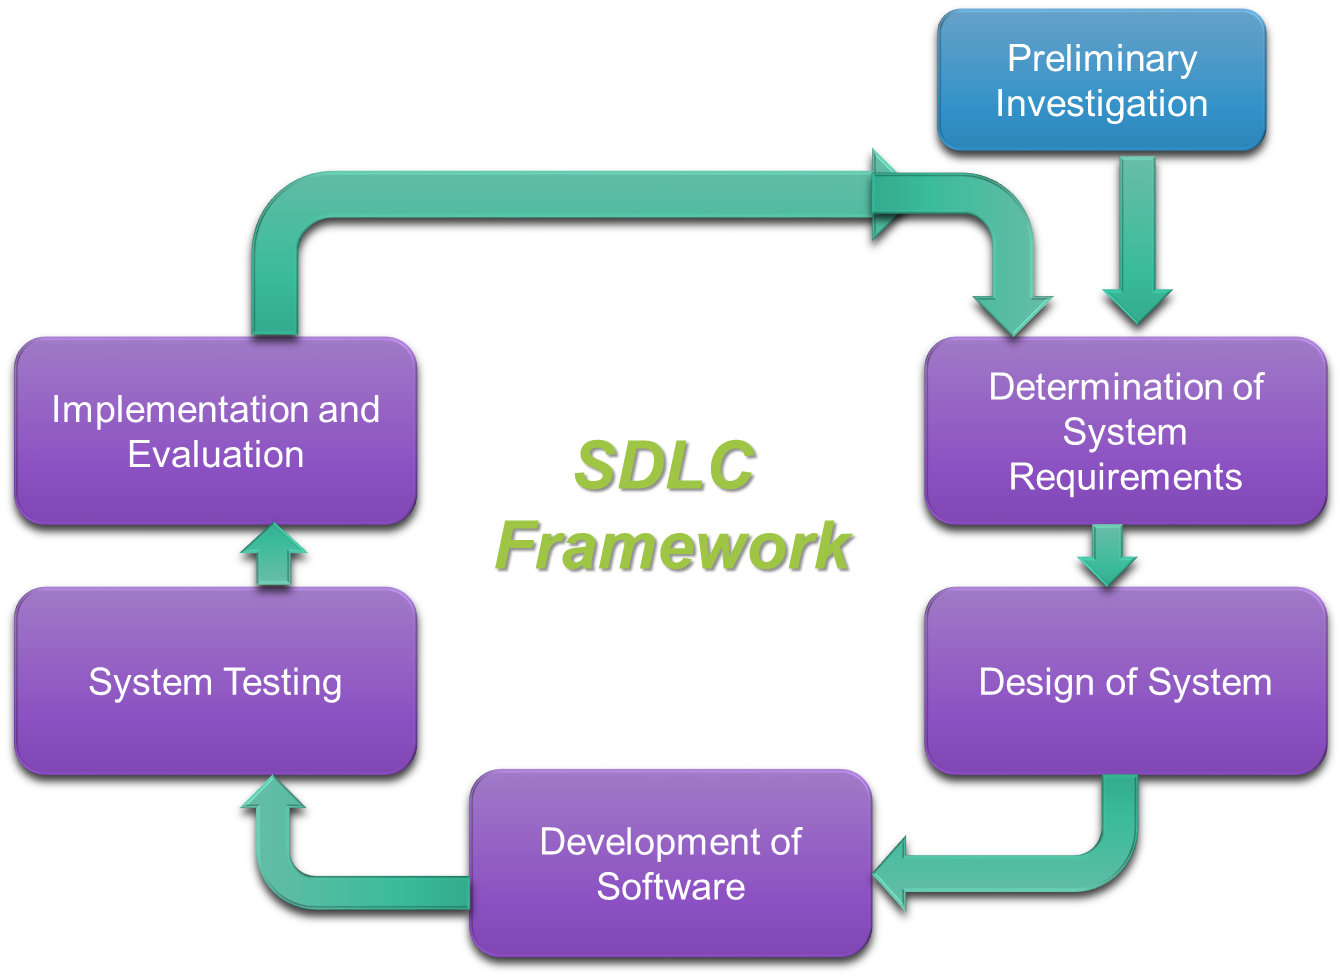 Preliminary
Investigation
Determination of
System
Requirements
Design of System
Development of
Software
System Testing
Implementation and
Evaluation
SDLC
Framework